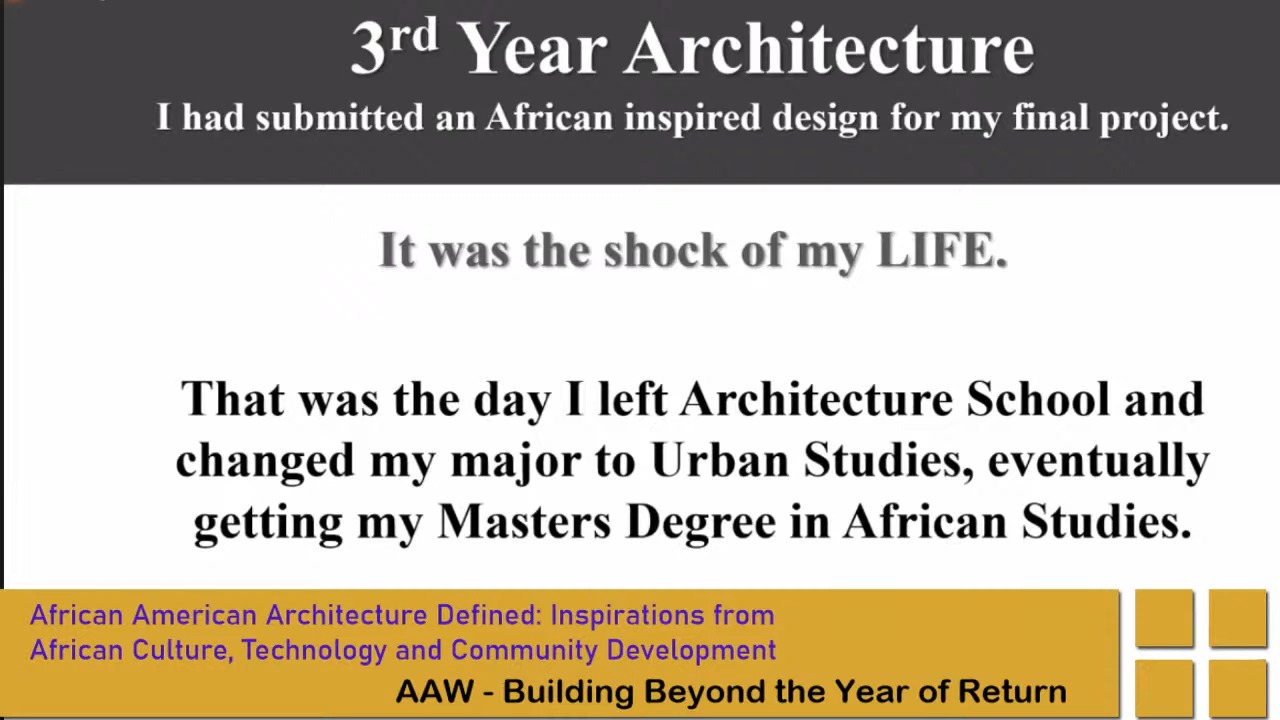 3rd Year Architecture
I had submitted an African inspired design for my final project.
It was the shock of my LIFE.
That was the day I left Architecture School and
changed my major to Urban Studies, eventually
getting my Masters Degree in African Studies.
African American Architecture Defined: Inspirations from
African Culture, Technology and Community Development
AAW - Building Beyond the Year of Return